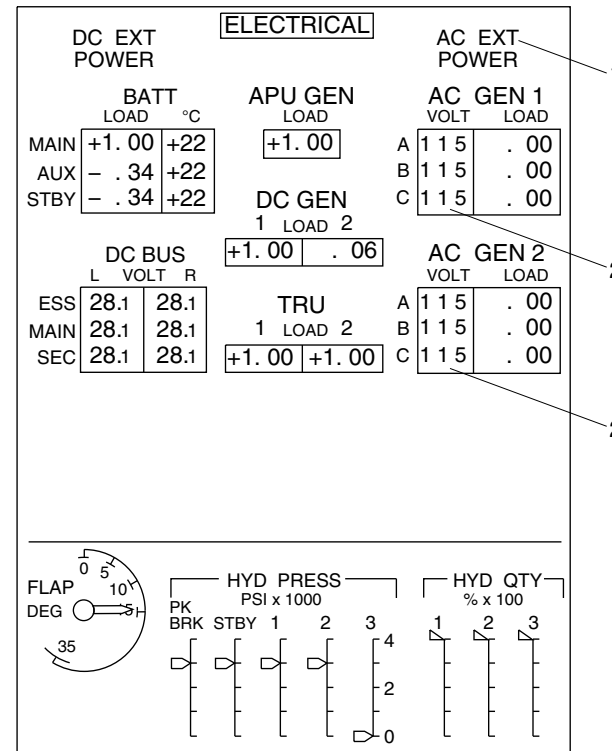 ELECTRICAL
DC EXT
POWER
AC EXT
POWER
BATT
LOAD °C
MAIN +1.00 +22
AUX - .34 +22
STBY - .34 +22
APU GEN
LOAD
+1.00
AC GEN 1
VOLT LOAD
A 115 .00
B 115 .00
C 115 .00
DC GEN
1 LOAD 2
+1.00 .06
DC BUS
L VOLT R
ESS 28.1 28.1
MAIN 28.1 28.1
SEC 28.1 28.1
TRU
1 LOAD 2
+1.00 +1.00
AC GEN 2
VOLT LOAD
A 115 .00
B 115 .00
C 115 .00
2
2
FLAP
DEG
0
5
10
15
35
HYD PRESS
PSI x 1000
PK
BRK STBY 1 2 3
4
2
0
HYD QTY
% x 100
1 2 3